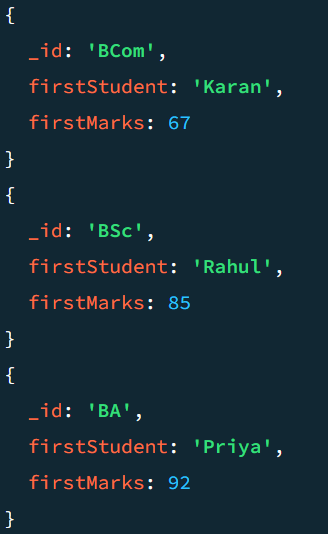 {
  _id: 'BCom',
  firstStudent: 'Karan',
  firstMarks: 67
}
{
  _id: 'BSc',
  firstStudent: 'Rahul',
  firstMarks: 85
}
{
  _id: 'BA',
  firstStudent: 'Priya',
  firstMarks: 92
}